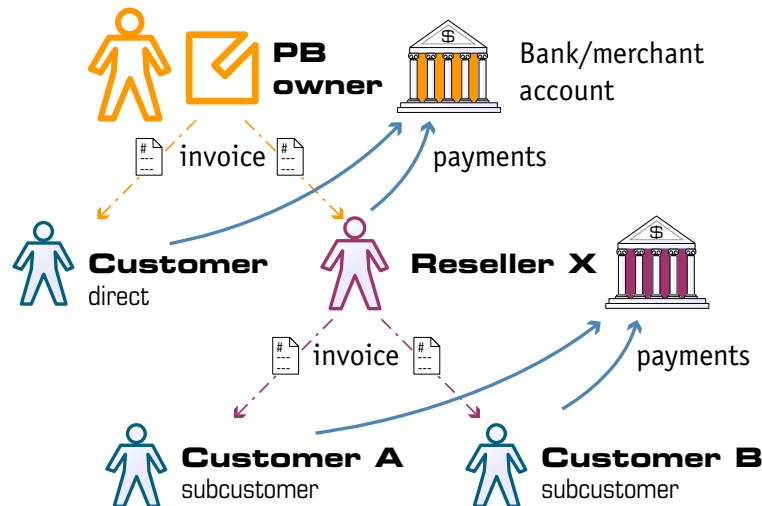 PB
owner
$
Bank/merchant
account
#
---
---
invoice
#
---
---
payments
Customer
direct
Reseller X
$
#
---
---
invoice
#
---
---
payments
Customer A
subcustomer
Customer B
subcustomer